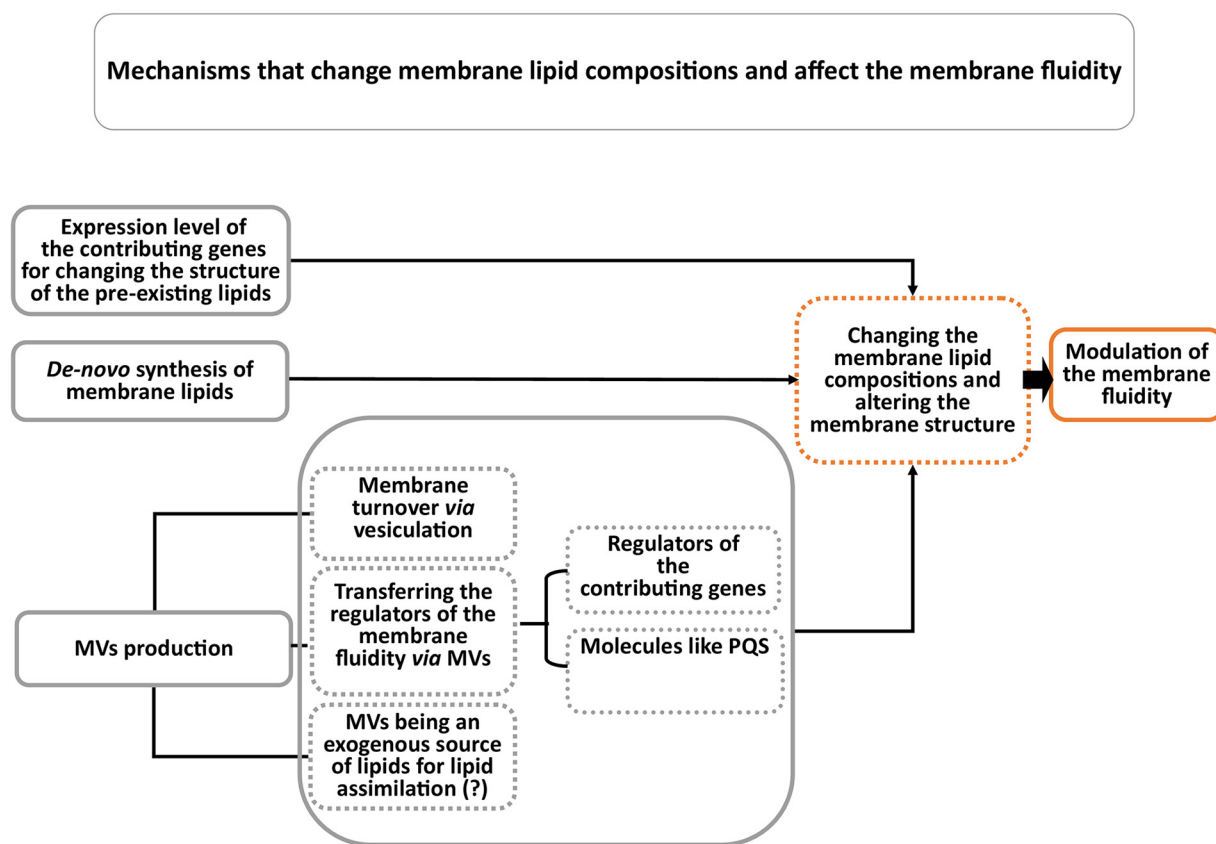 Mechanisms that change membrane lipid compositions and affect the membrane fluidity
Expression level of
the contributing genes
for changing the structure
of the pre-existing lipids
De-novo synthesis of
membrane lipids
Changing the
membrane lipid
compositions and
altering the
membrane structure
Modulation of
the membrane
fluidity
MVs production
Membrane
turnover via
vesiculation
Transferring the
regulators of the
membrane
fluidity via MVs
MVs being an
exogenous source
of lipids for lipid
assimilation (?)
Regulators of
the
contributing genes
Molecules like PQS